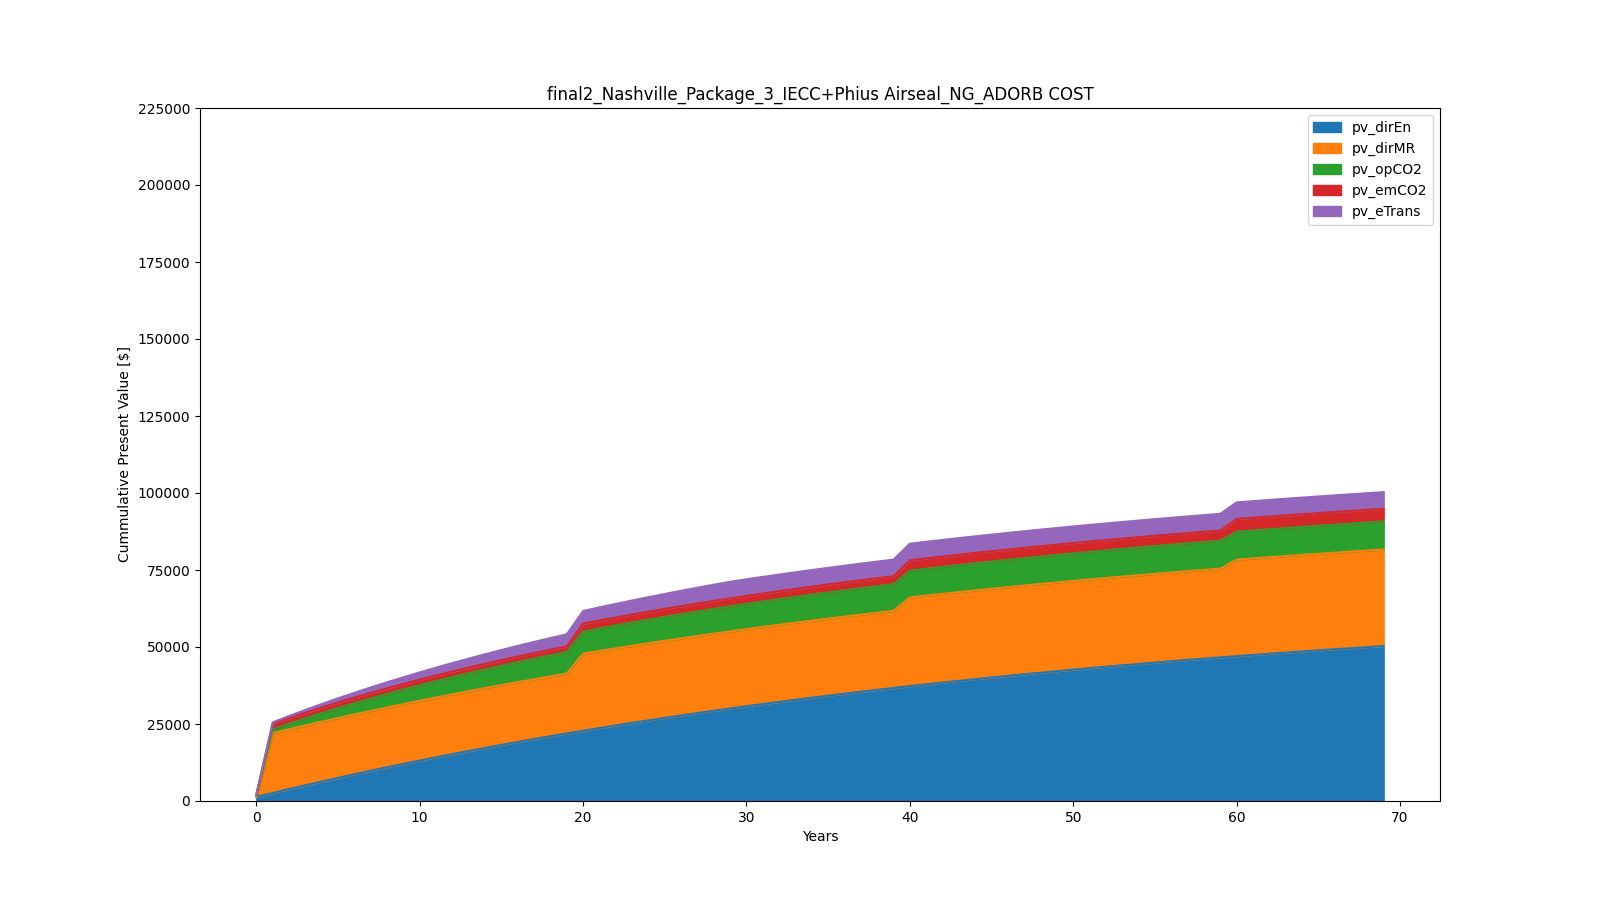 final2_Nashville_Package_3_IECC+Phius Airseal_NG_ADORB COST
225000
200000
175000
150000
125000
100000
75000
50000
25000
0
Cummulative Present Value [$]
pv_dirEn
pv_dirMR
pv_opCO2
pv_emCO2
pv_eTrans
0 10 20 30 40 50 60 70
Years